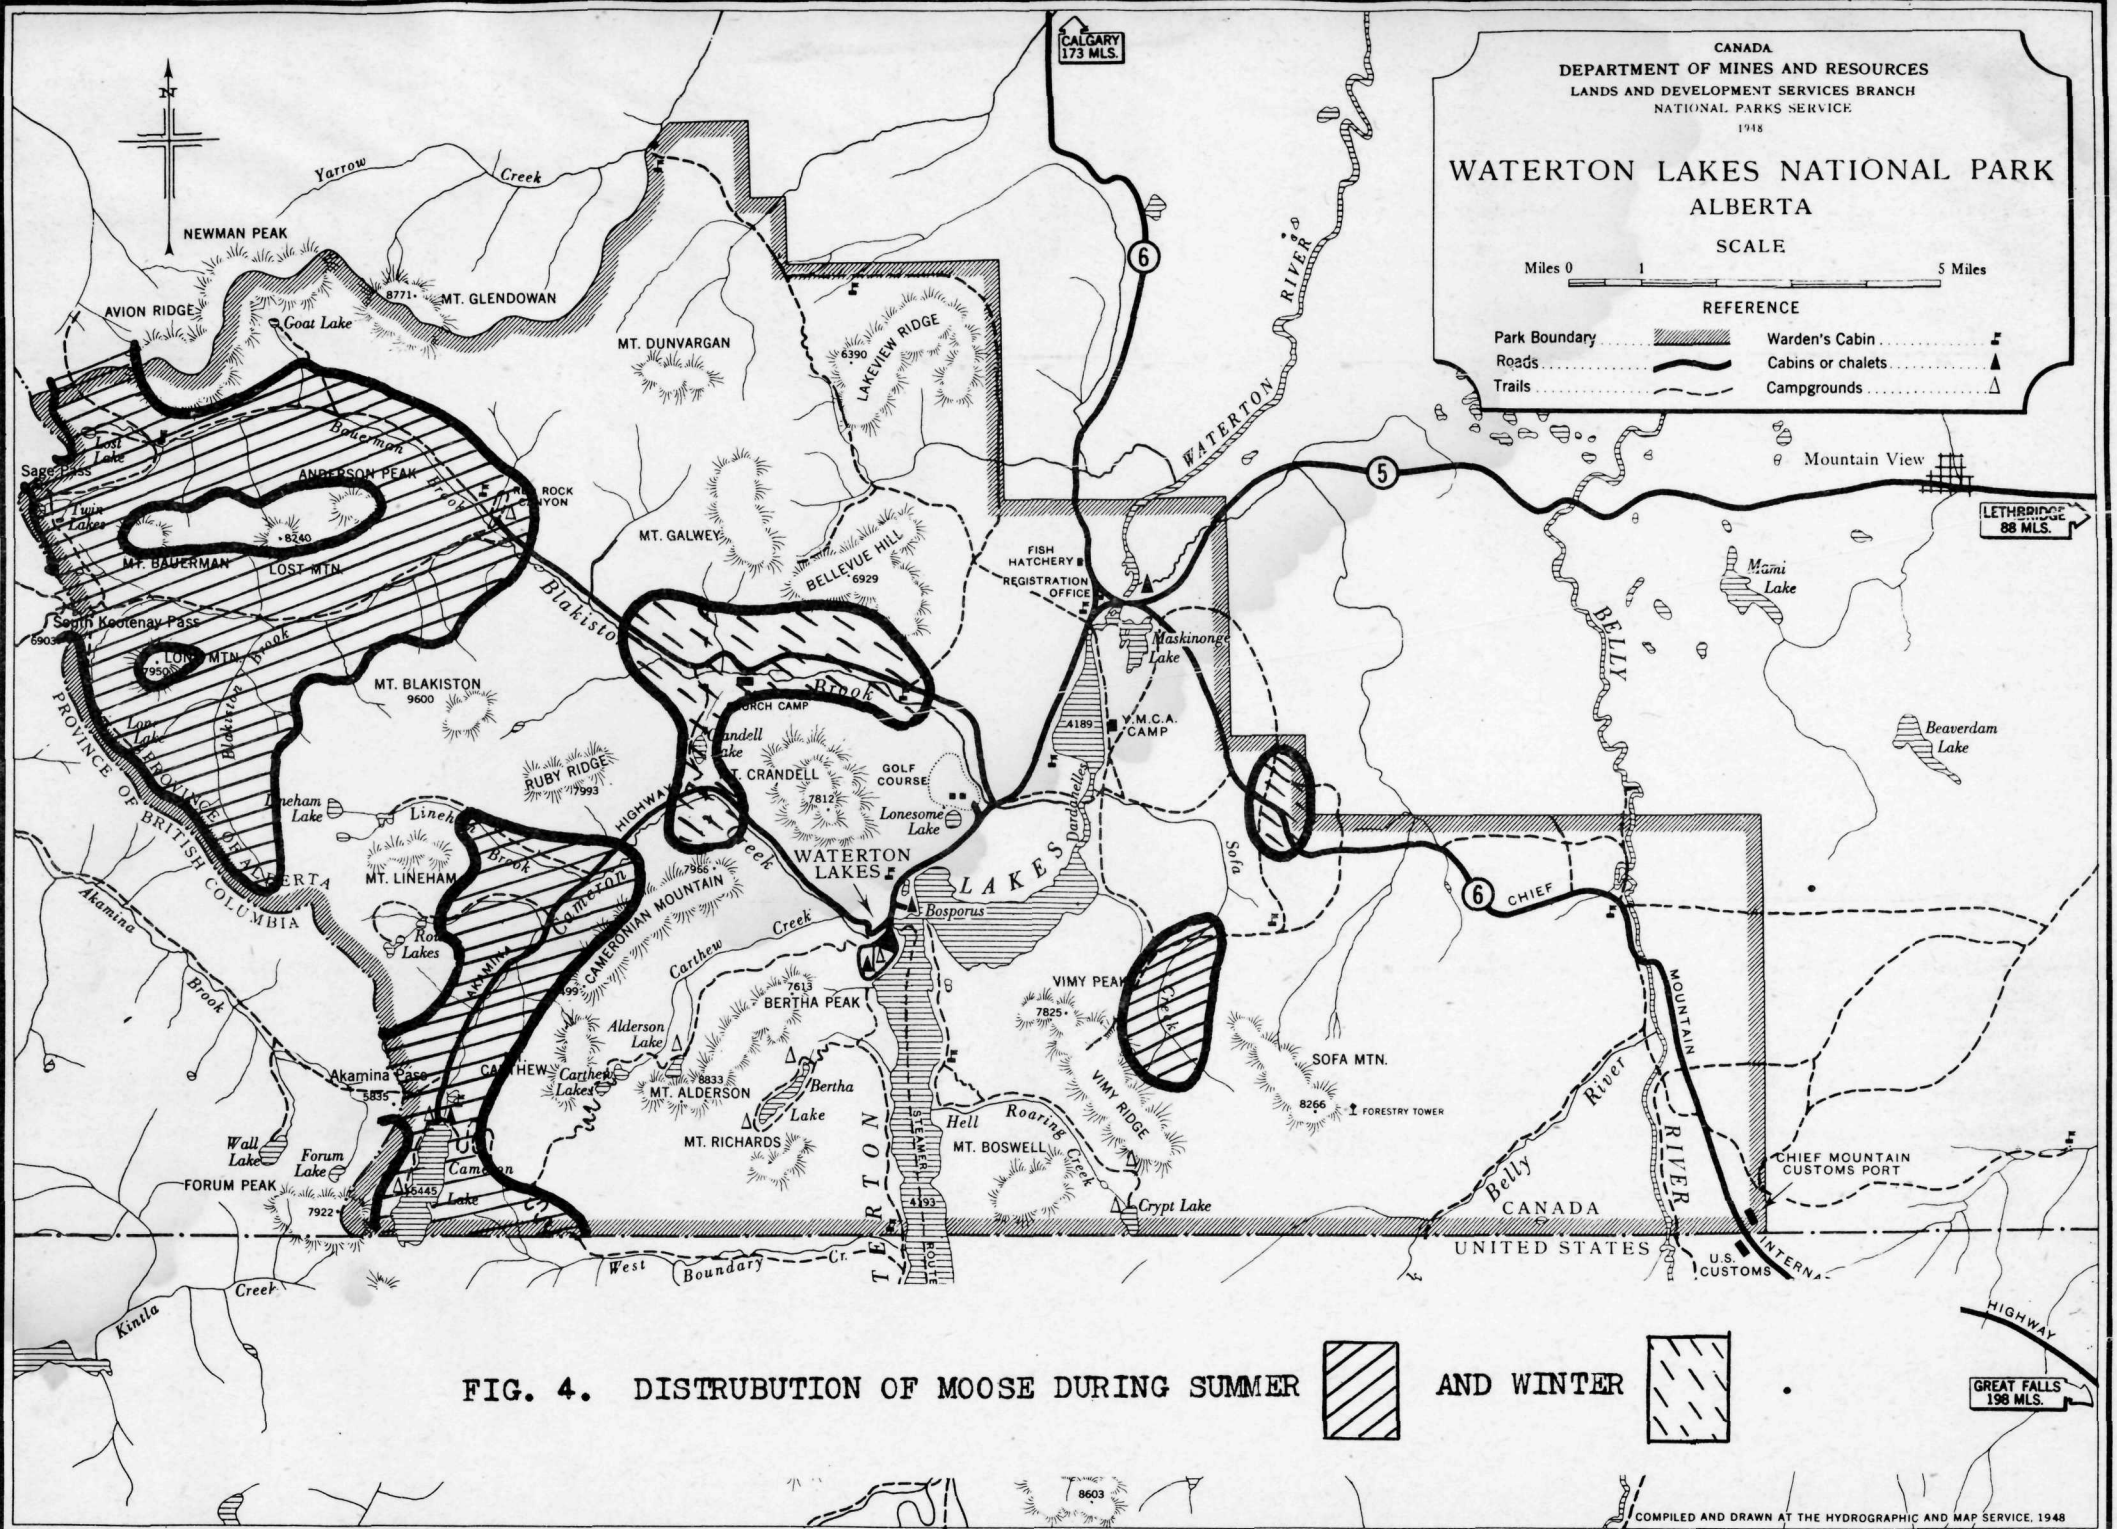 CALGARY
173 MLS.
CANADA
DEPARTMENT OF MINES AND RESOURCES
LANDS AND DEVELOPMENT SERVICES BRANCH
NATIONAL PARKS SERVICE
1948
WATERTON LAKES NATIONAL PARK
ALBERTA
SCALE
Miles 0 1 5 Miles
REFERENCE
Park Boundary
Roads
Trails
Warden's Cabin
Cabins or chalets
Campgrounds
N
Yarrow Creek
NEWMAN PEAK
AVION RIDGE
8771
MT. GLENDOWAN
Goat Lake
MT. DUNVARGAN
6390
LAKEVIEW RIDGE
6
WATERTON RIVER
5
Mountain View
LETHBRIDGE
88 MLS.
Bauerman Brook
Lost
Lake
Sage Pass
ANDERSON PEAK
RED ROCK
CANYON
Twin
Lakes
8240
MT. BAUERMAN
LOST MTN.
MT. GALWEY
BELLEVUE HILL
6929
FISH
HATCHERY
REGISTRATION
OFFICE
Mami
Lake
South Kootenay Pass
6903
LONE MTN.
7950
Blakiston Brook
MT. BLAKISTON
9600
Blakiston
Brook
CHURCH CAMP
Maskinonge
Lake
4189
Y.M.C.A.
CAMP
BELLY
Beaverdam
Lake
Lone
Lake
PROVINCE OF ALBERTA
PROVINCE OF BRITISH COLUMBIA
Crandell
Lake
MT. CRANDELL
7812
RUBY RIDGE
7993
GOLF
COURSE
Lonesome
Lake
Dardanelles
Lineham
Lake
Lineham
Brook
HIGHWAY
MT. LINEHAM
Creek
WATERTON
LAKES
LAKES
Sofa
6
CHIEF
Akamina
Brook
Cameron
7966
CAMERONIAN MOUNTAIN
Bosporus
Lakes
AKAMINA
Carthew Creek
VIMY PEAK
7825
Creek
MOUNTAIN
7613
BERTHA PEAK
Alderson
Lake
SOFA MTN.
8266
FORESTRY TOWER
Akamina Pass
5835
Carthew
Lakes
8833
MT. ALDERSON
Bertha
Lake
VIMY RIDGE
Belly River
Wall
Lake
Forum
Lake
MT. RICHARDS
Hell Roaring
Creek
MT. BOSWELL
STEAMER
ROUTE
RIVER
CHIEF MOUNTAIN
CUSTOMS PORT
FORUM PEAK
7922
Cameron
Lake
5445
4193
Crypt Lake
CANADA
UNITED STATES
Kintla
Creek
West Boundary Cr.
U.S.
CUSTOMS
HIGHWAY
FIG. 4. DISTRUBUTION OF MOOSE DURING SUMMER AND WINTER .
GREAT FALLS
198 MLS.
8603
COMPILED AND DRAWN AT THE HYDROGRAPHIC AND MAP SERVICE, 1948